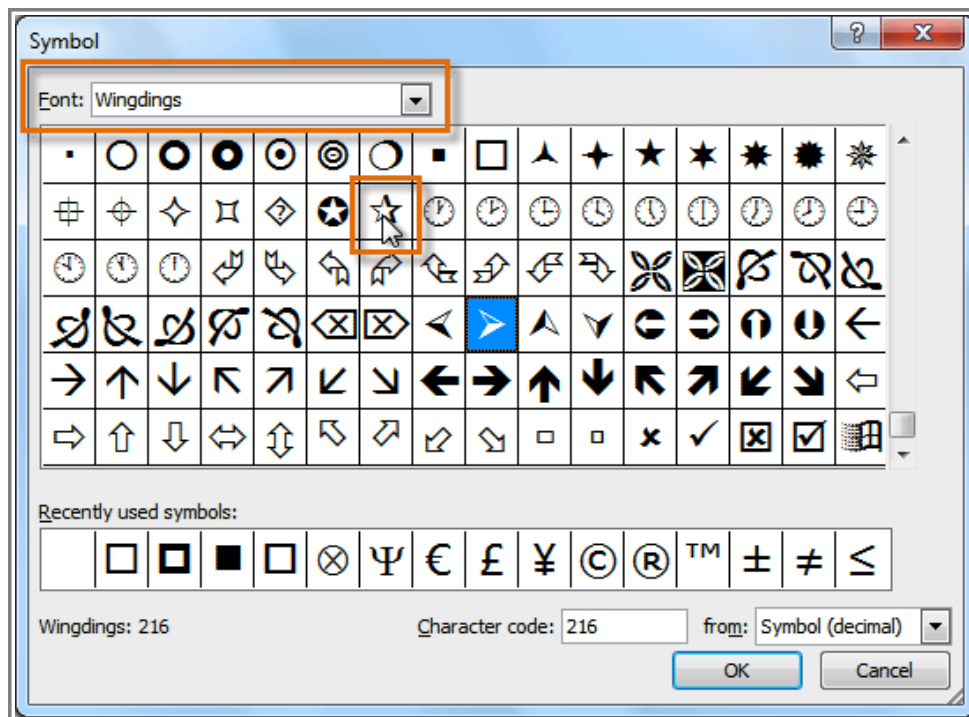 Symbol
Font: Wingdings
Recently used symbols:
Ψ € £ ¥ © ® ™ ± ≠ ≤
Wingdings: 216 Character code: 216 from: Symbol (decimal)
OK Cancel